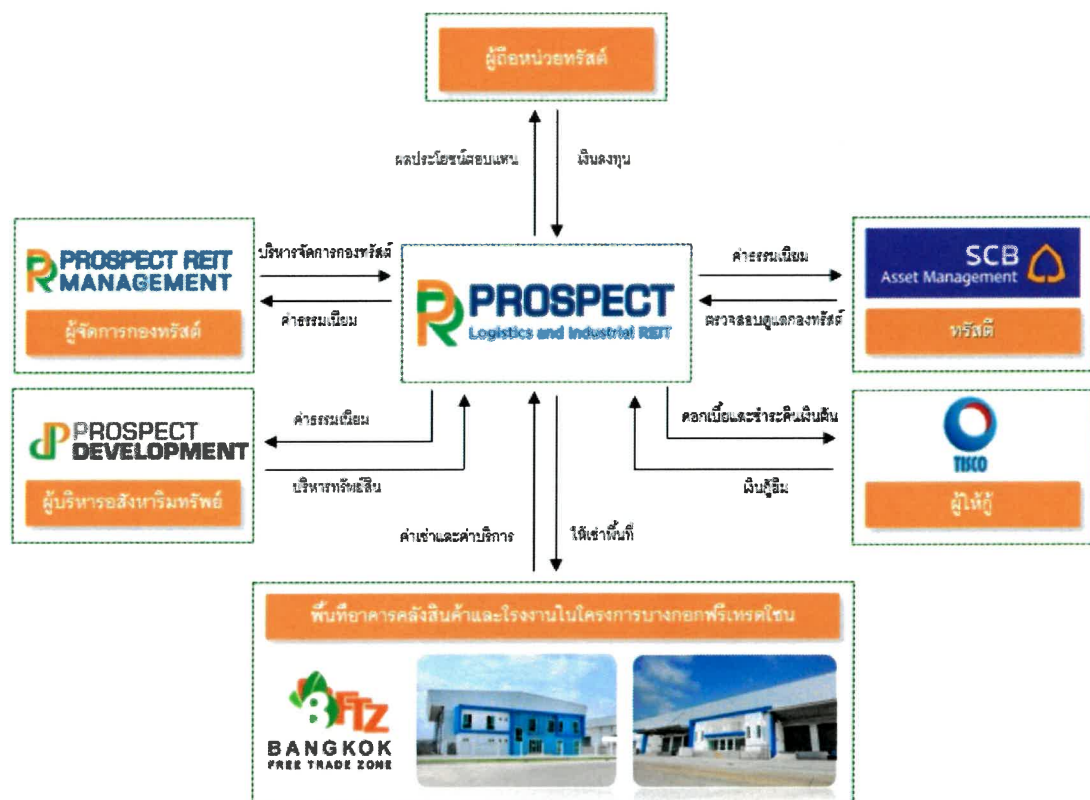 ผู้ถือหน่วยทรัสต์
ผลประโยชน์ตอบแทน
เงินลงทุน
PROSPECT REIT
MANAGEMENT
ผู้จัดการกองทรัสต์
บริหารจัดการกองทรัสต์
ค่าธรรมเนียม
PROSPECT
Logistics and Industrial REIT
ค่าธรรมเนียม
ตรวจสอบดูแลกองทรัสต์
SCB
Asset Management
ทรัสตี
PROSPECT
DEVELOPMENT
ผู้บริหารอสังหาริมทรัพย์
ค่าธรรมเนียม
บริหารทรัพย์สิน
ดอกเบี้ยและชำระคืนเงินต้น
เงินกู้ยืม
TISCO
ผู้ให้กู้
ค่าเช่าและค่าบริการ
ให้เช่าพื้นที่
พื้นที่อาคารคลังสินค้าและโรงงานในโครงการบางกอกฟรีเทรดโซน
BFTZ
BANGKOK
FREE TRADE ZONE